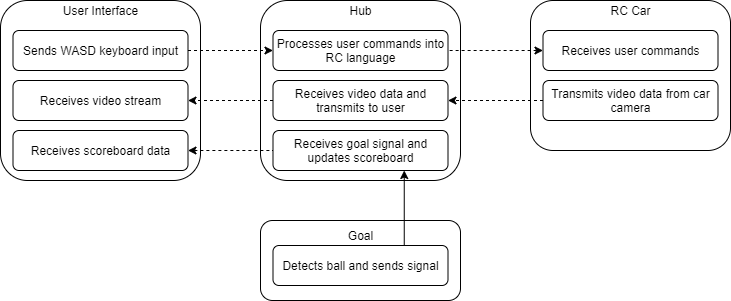 User Interface
Sends WASD keyboard input
Receives video stream
Receives scoreboard data
Hub
Processes user commands into
RC language
Receives video data and
transmits to user
Receives goal signal and
updates scoreboard
RC Car
Receives user commands
Transmits video data from car
camera
Goal
Detects ball and sends signal